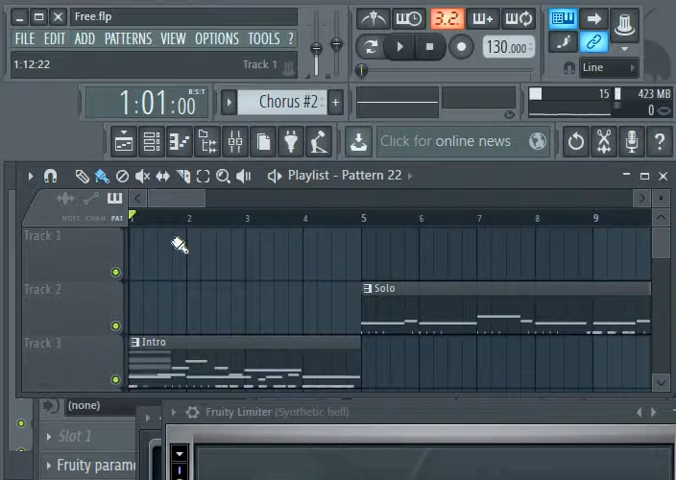 Free.flp
FILE EDIT ADD PATTERNS VIEW OPTIONS TOOLS ?
1:12:22 Track 1
3.2.
130.000
Line
1:01:00 B:S:T
Chorus #2
15 423 MB
0
Click for online news
Playlist - Pattern 22
NOTE CHAN PAT
1 2 3 4 5 6 7 8 9
Track 1
Track 2
Solo
Track 3
Intro
(none)
Fruity Limiter (Synthetic bell)
Slot 1
Fruity param